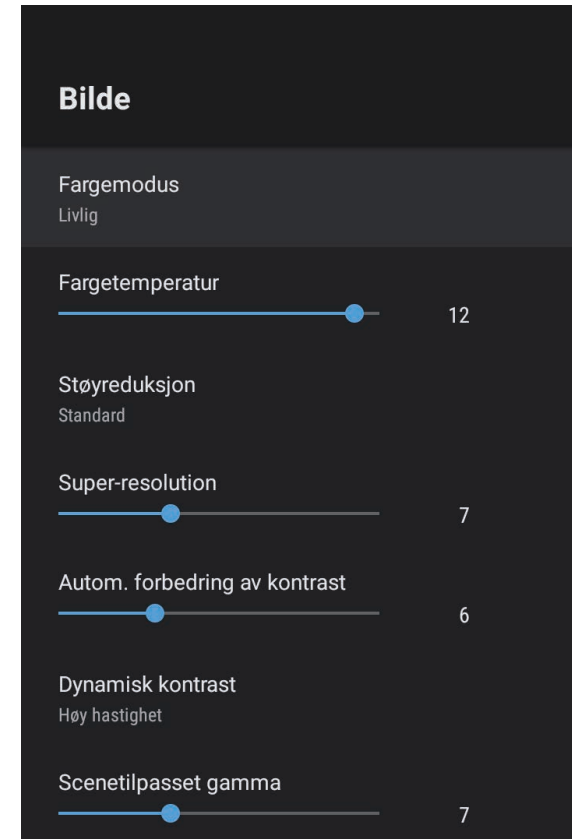 Bilde
Fargemodus
Livlig
Fargetemperatur
12
Støyreduksjon
Standard
Super-resolution
7
Autom. forbedring av kontrast
6
Dynamisk kontrast
Høy hastighet
Scenetilpasset gamma
7